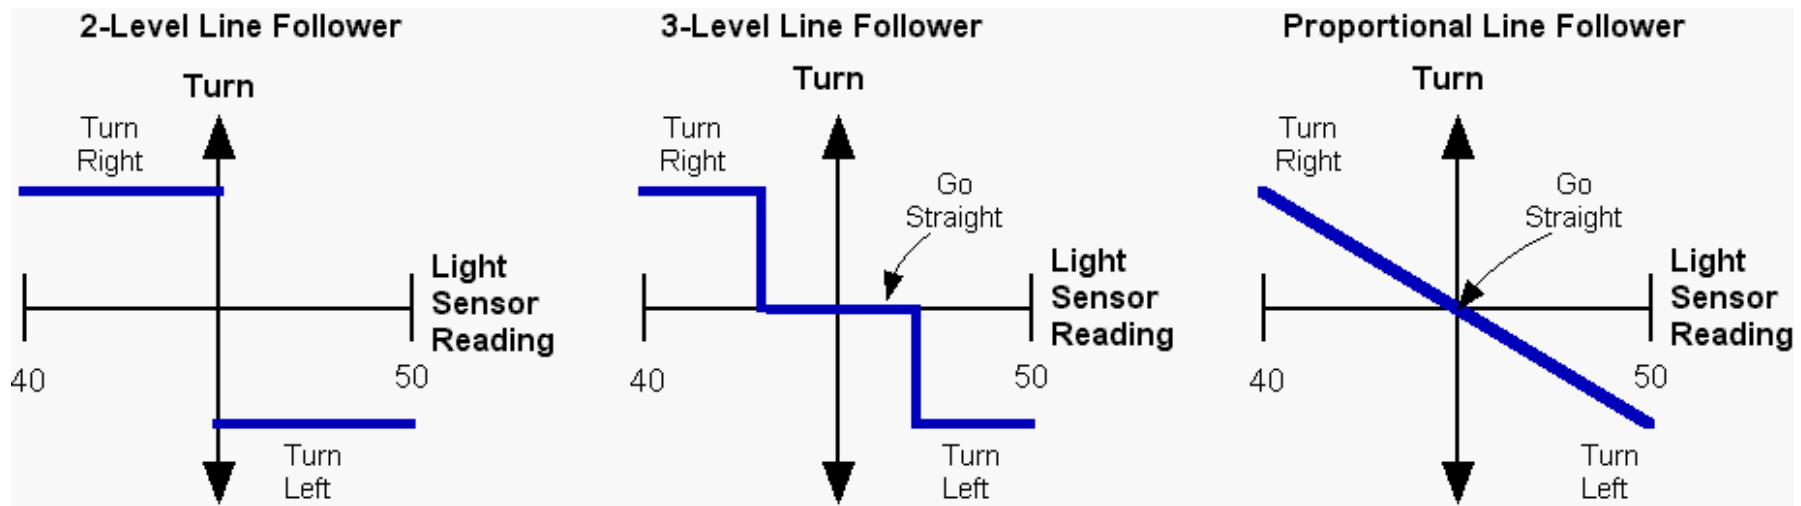 2-Level Line Follower
Turn
Turn
Right
Light
Sensor
Reading
40
50
Turn
Left
3-Level Line Follower
Turn
Turn
Right
Go
Straight
Light
Sensor
Reading
40
50
Turn
Left
Proportional Line Follower
Turn
Turn
Right
Go
Straight
Light
Sensor
Reading
40
50
Turn
Left